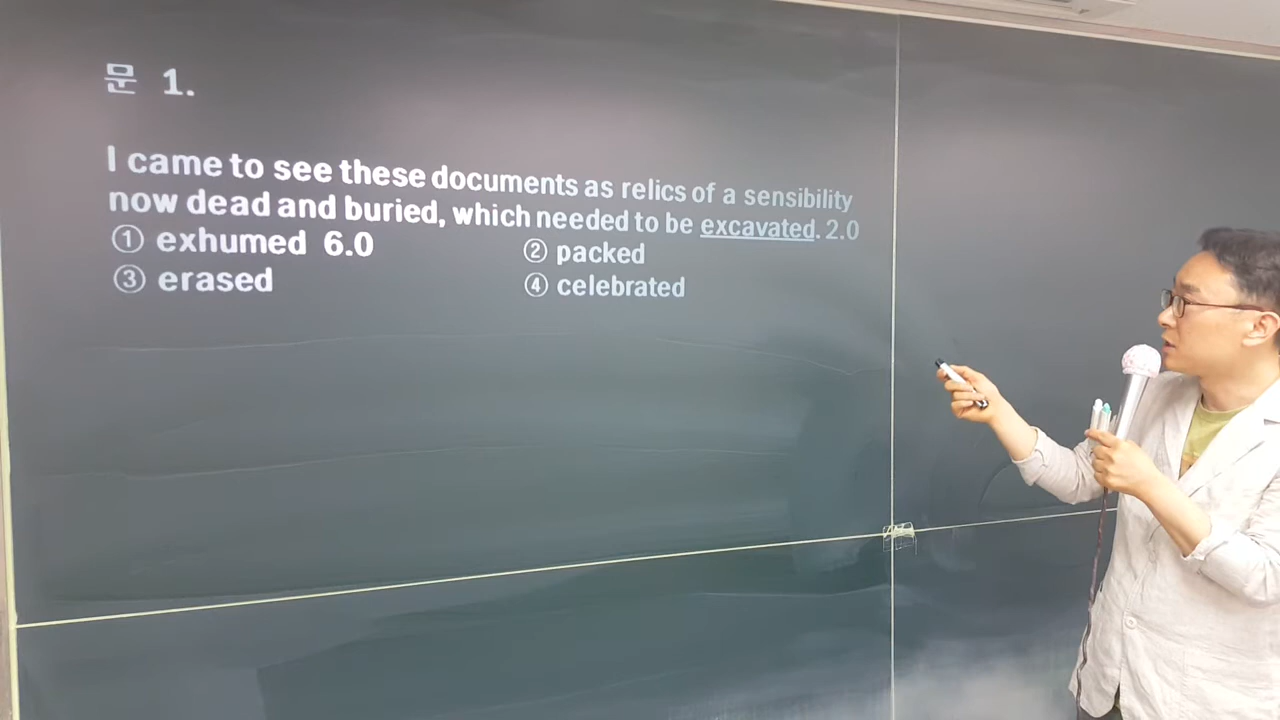 문 1.
I came to see these documents as relics of a sensibility
now dead and buried, which needed to be excavated. 2.0
① exhumed 6.0 ② packed
③ erased ④ celebrated